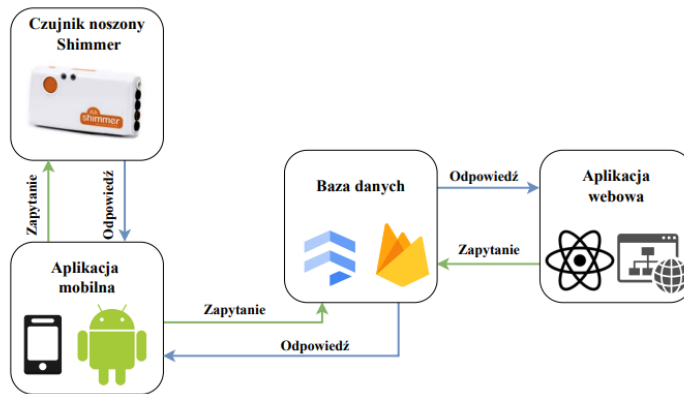 Czujnik noszony
Shimmer
shimmer
Zapytanie
Odpowiedź
Aplikacja
mobilna
Zapytanie
Odpowiedź
Baza danych
Odpowiedź
Zapytanie
Aplikacja
webowa